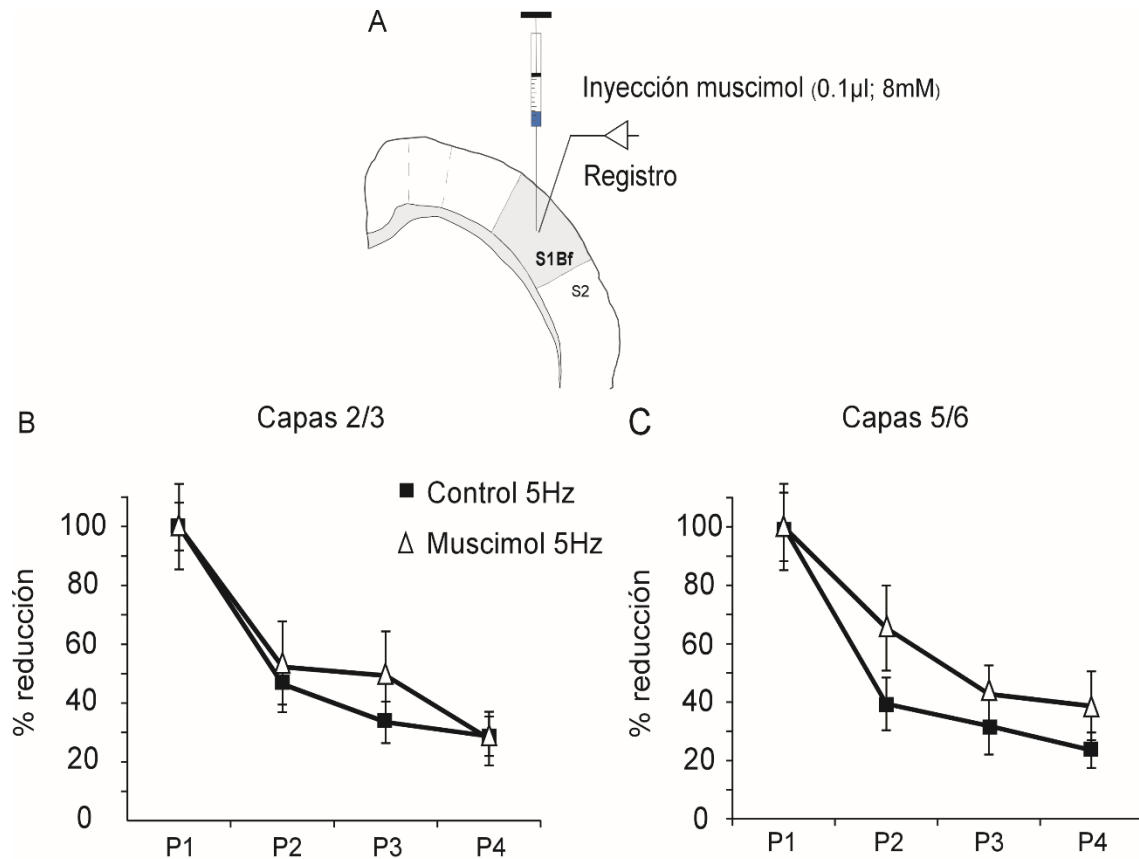 A
Inyección muscimol (0.1µl; 8mM)
Registro
S1Bf
S2
B
Capas 2/3
Control 5Hz
Muscimol 5Hz
% reducción
100
80
60
40
20
0
P1 P2 P3 P4
C
Capas 5/6
% reducción
100
80
60
40
20
0
P1 P2 P3 P4